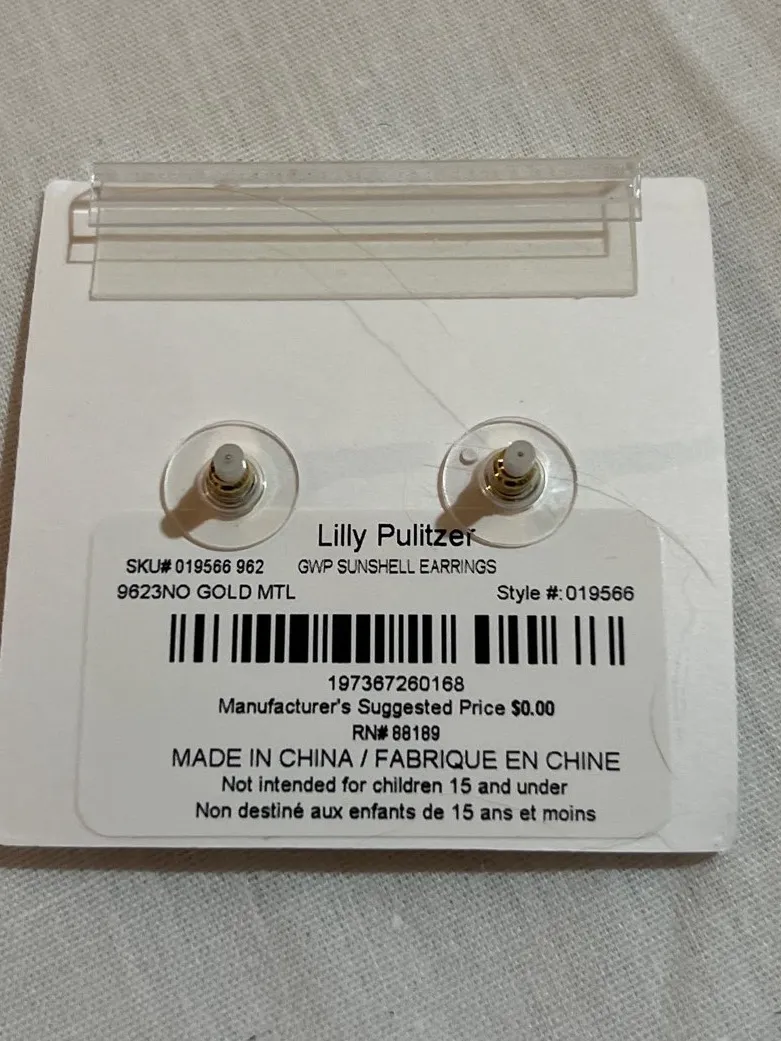 Lilly Pulitzer
SKU# 019566 962 GWP SUNSHELL EARRINGS
9623NO GOLD MTL Style #: 019566
197367260168
Manufacturer's Suggested Price $0.00
RN# 88189
MADE IN CHINA / FABRIQUE EN CHINE
Not intended for children 15 and under
Non destiné aux enfants de 15 ans et moins